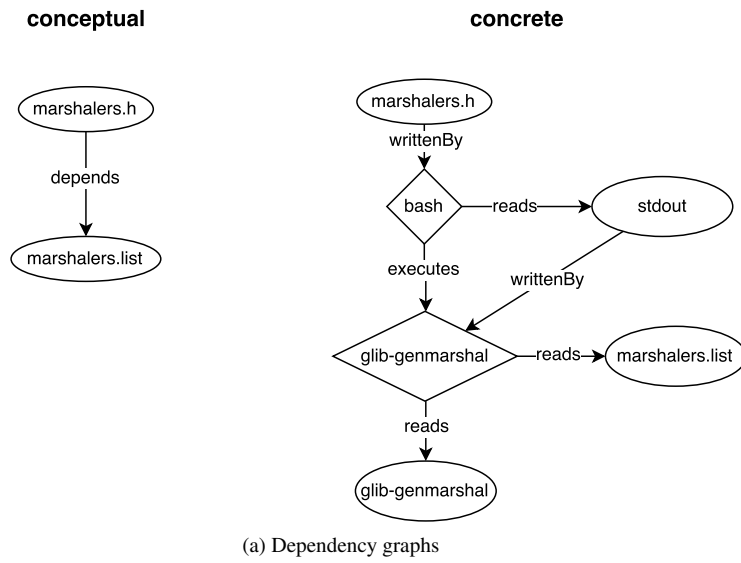 conceptual
concrete
marshalers.h
depends
marshalers.list
marshalers.h
writtenBy
bash
reads
stdout
executes
writtenBy
glib-genmarshal
reads
marshalers.list
reads
glib-genmarshal
(a) Dependency graphs